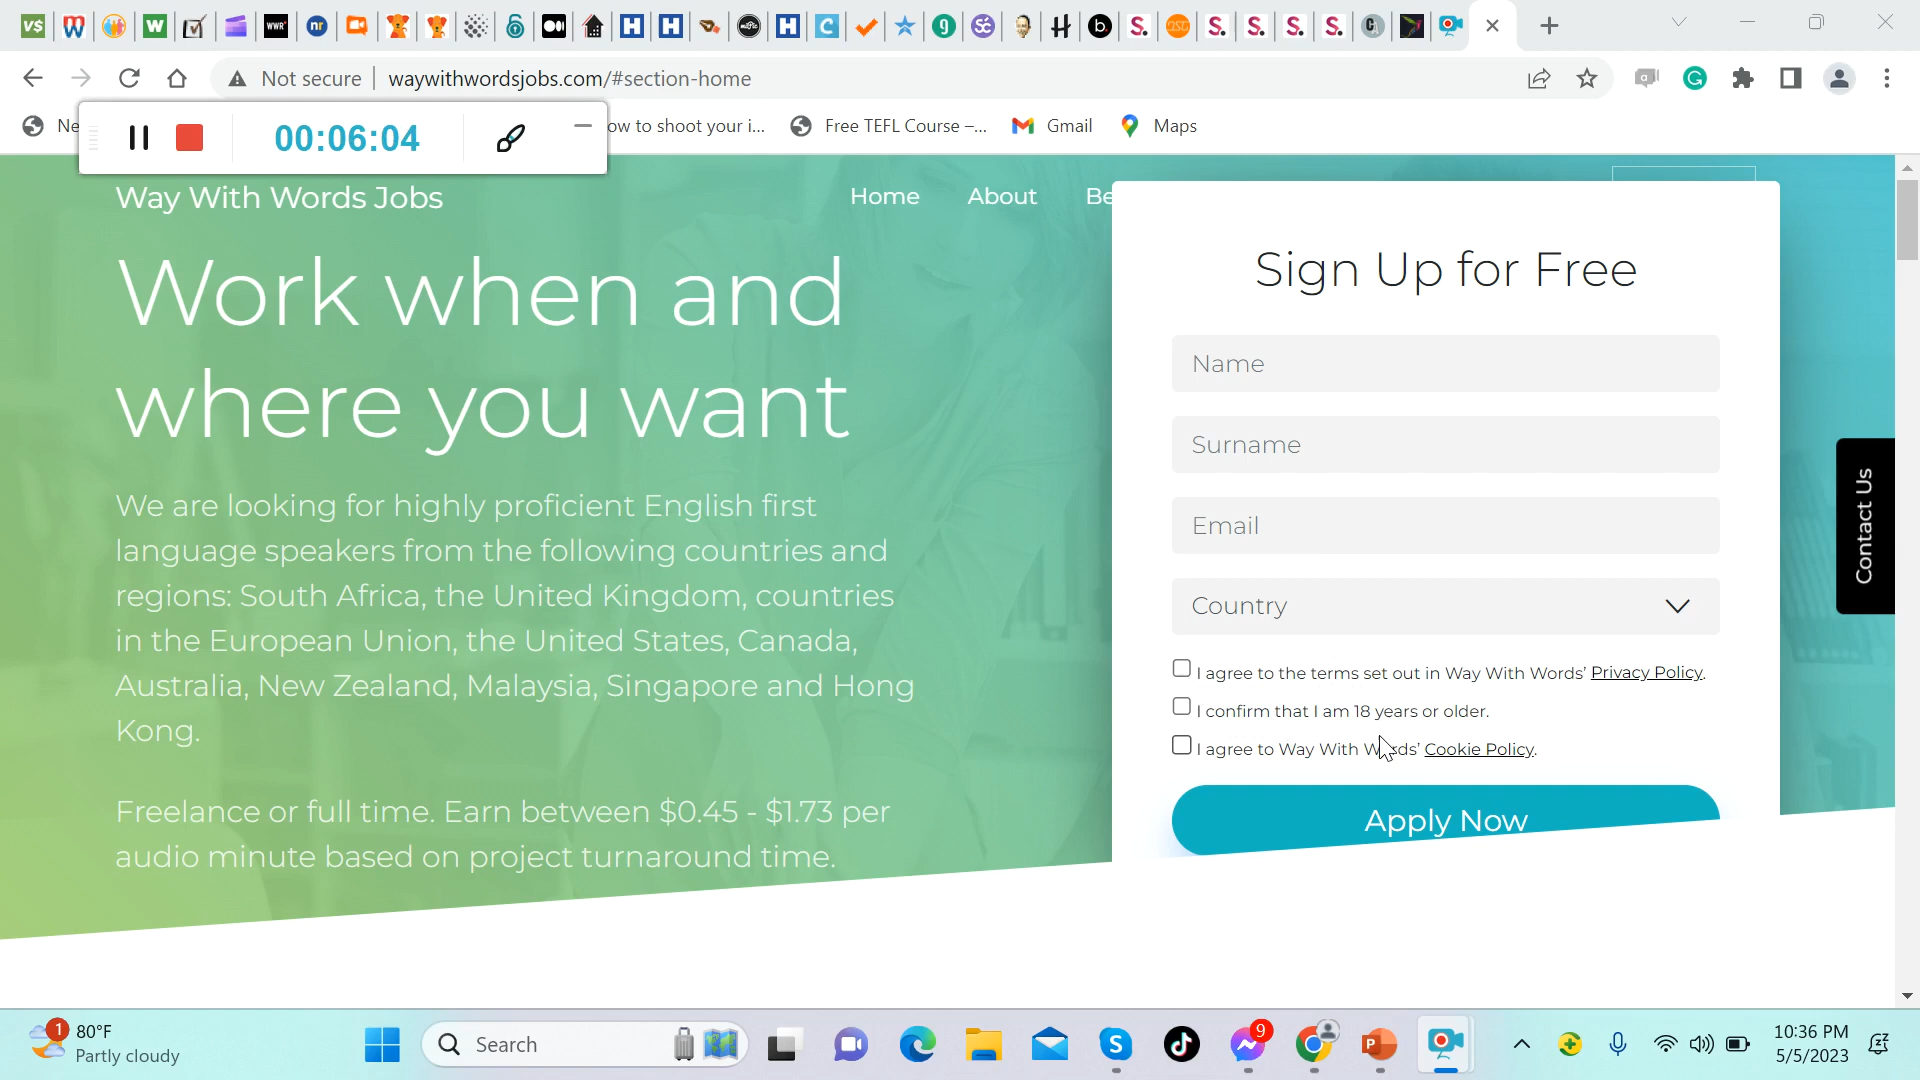 Not secure
waywithwordsjobs.com/#section-home
Ne
00:06:04
ow to shoot your i...
Free TEFL Course –...
Gmail
Maps
Way With Words Jobs
Home
About
Be
Work when and
where you want
We are looking for highly proficient English first
language speakers from the following countries and
regions: South Africa, the United Kingdom, countries
in the European Union, the United States, Canada,
Australia, New Zealand, Malaysia, Singapore and Hong
Kong.
Freelance or full time. Earn between $0.45 - $1.73 per
audio minute based on project turnaround time.
Sign Up for Free
Name
Surname
Email
Country
I agree to the terms set out in Way With Words' Privacy Policy.
I confirm that I am 18 years or older.
I agree to Way With Words' Cookie Policy.
Apply Now
Contact Us
1
80°F
Partly cloudy
Search
9
10:36 PM
5/5/2023